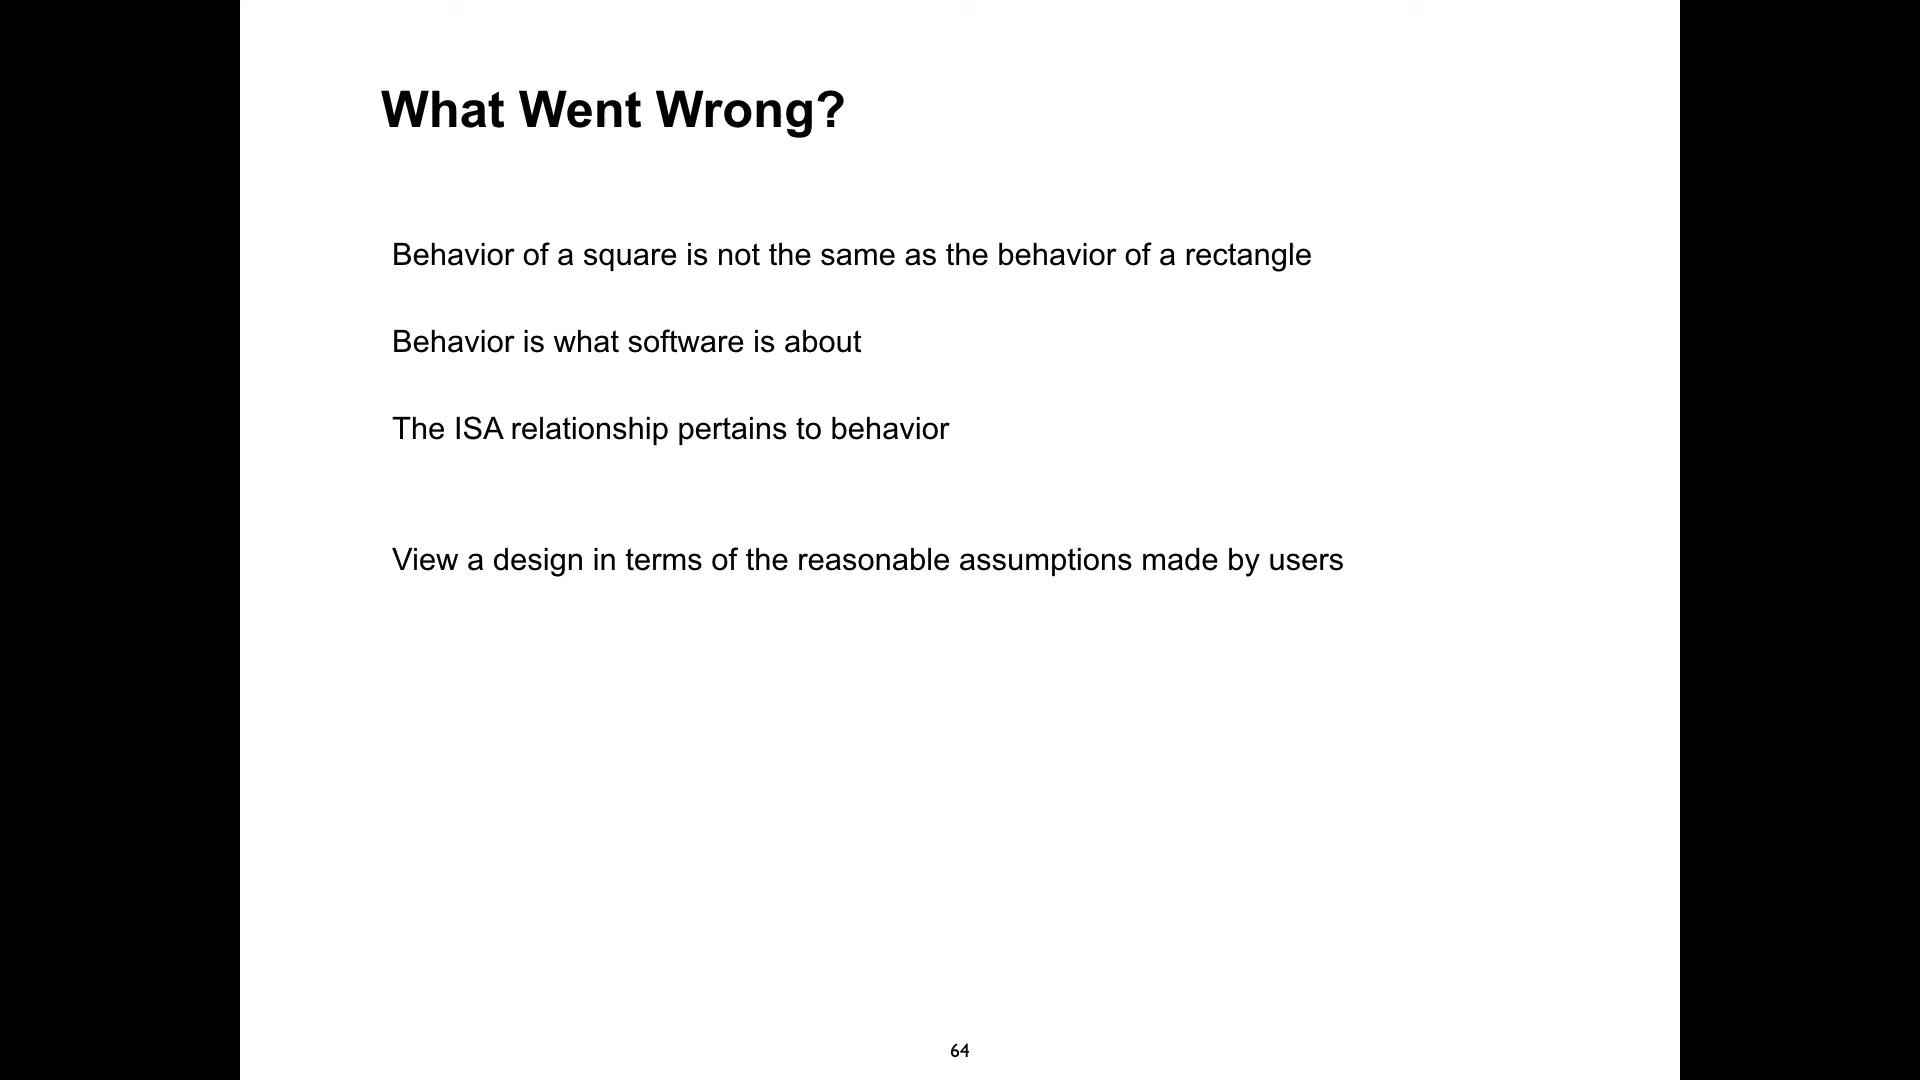 What Went Wrong?
Behavior of a square is not the same as the behavior of a rectangle
Behavior is what software is about
The ISA relationship pertains to behavior
View a design in terms of the reasonable assumptions made by users
64